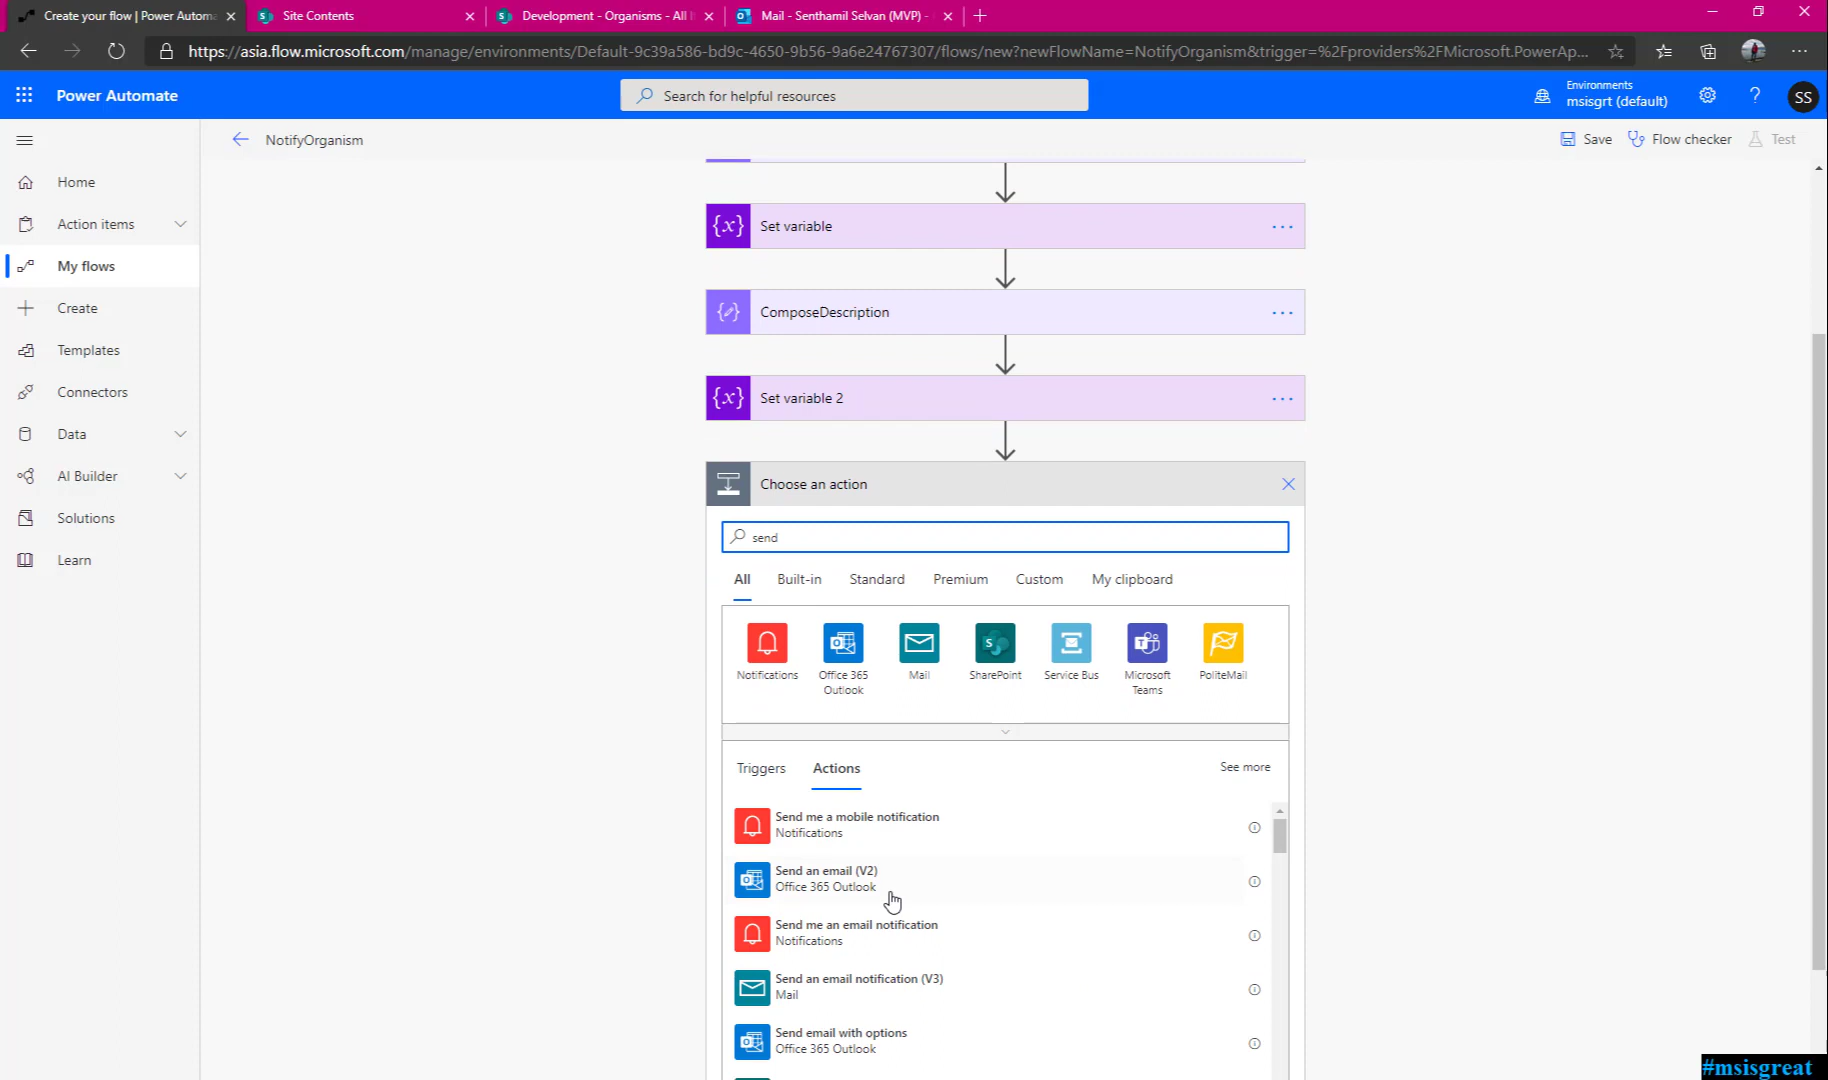 Create your flow | Power Automa
Site Contents
Development - Organisms - All I
Mail - Senthamil Selvan (MVP) -
https://asia.flow.microsoft.com/manage/environments/Default-9c39a586-bd9c-4650-9b56-9a6e24767307/flows/new?newFlowName=NotifyOrganism&trigger=%2Fproviders%2FMicrosoft.PowerAp...
Power Automate
Search for helpful resources
Environments
msisgrt (default)
?
SS
NotifyOrganism
Save
Flow checker
Test
Home
Action items
My flows
Create
Templates
Connectors
Data
AI Builder
Solutions
Learn
{x} Set variable
ComposeDescription
{x} Set variable 2
Choose an action
send
All
Built-in
Standard
Premium
Custom
My clipboard
Notifications
Office 365
Outlook
Mail
SharePoint
Service Bus
Microsoft
Teams
PoliteMail
Triggers
Actions
See more
Send me a mobile notification
Notifications
Send an email (V2)
Office 365 Outlook
Send me an email notification
Notifications
Send an email notification (V3)
Mail
Send email with options
Office 365 Outlook
#msisgreat